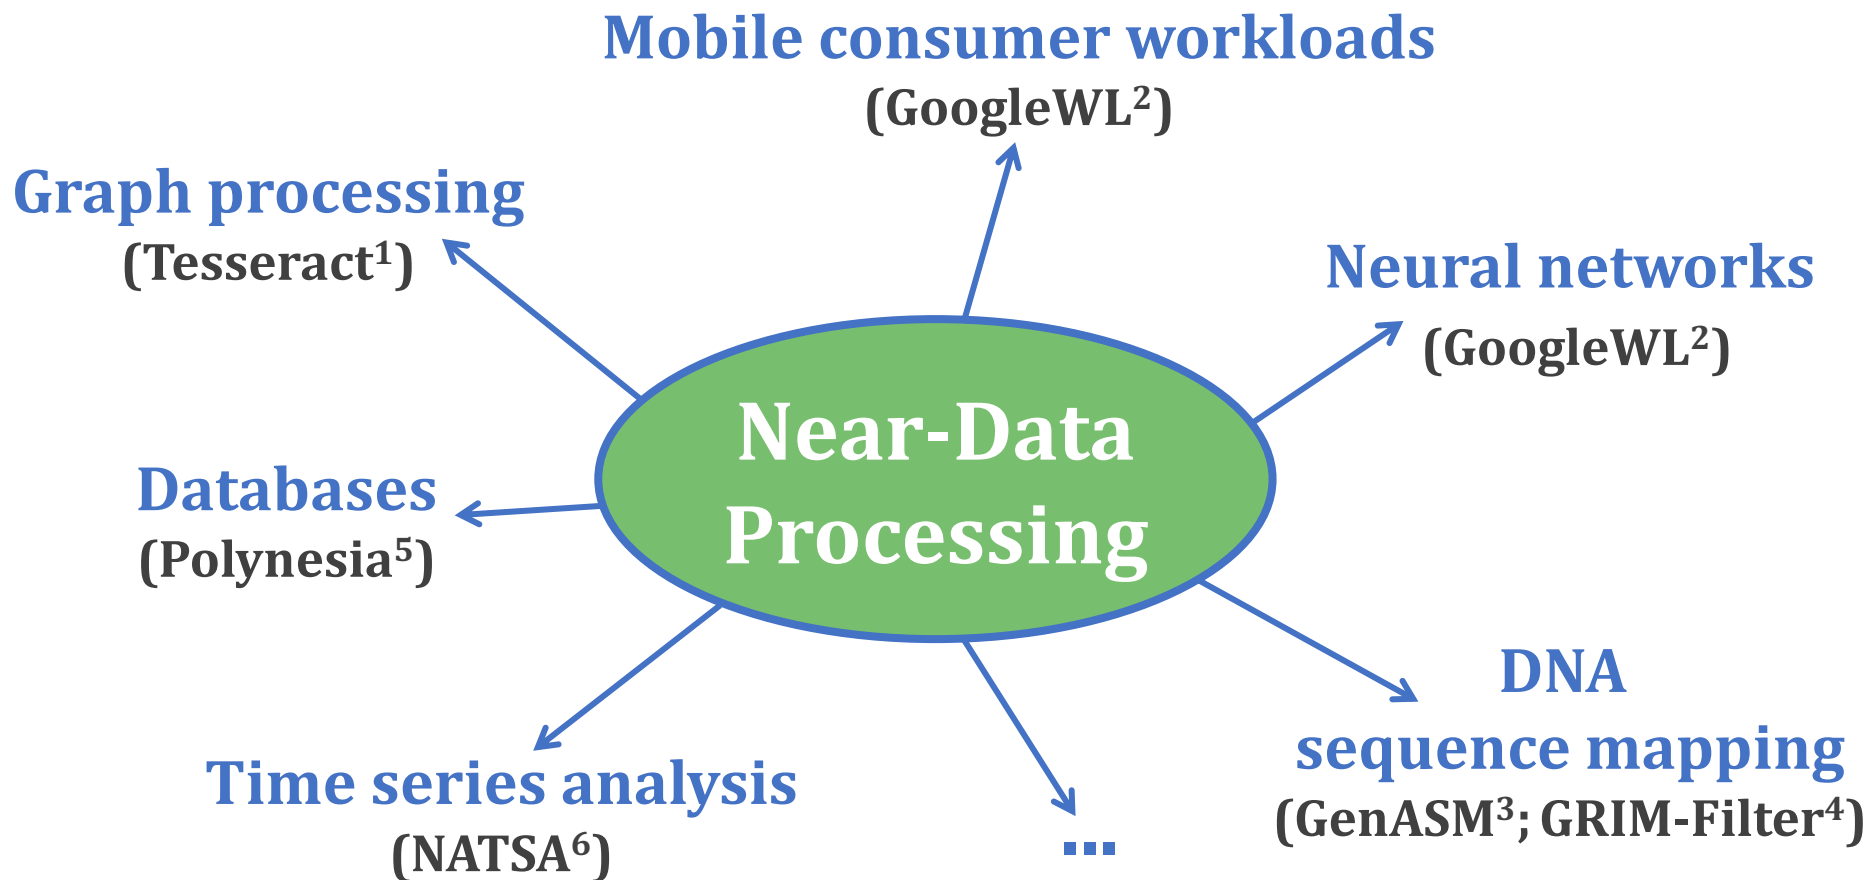 Mobile consumer workloads
(GoogleWL²)
Graph processing
(Tesseract¹)
Neural networks
(GoogleWL²)
Near-Data
Processing
Databases
(Polynesia⁵)
DNA
sequence mapping
(GenASM³; GRIM-Filter⁴)
Time series analysis
(NATSA⁶)
...